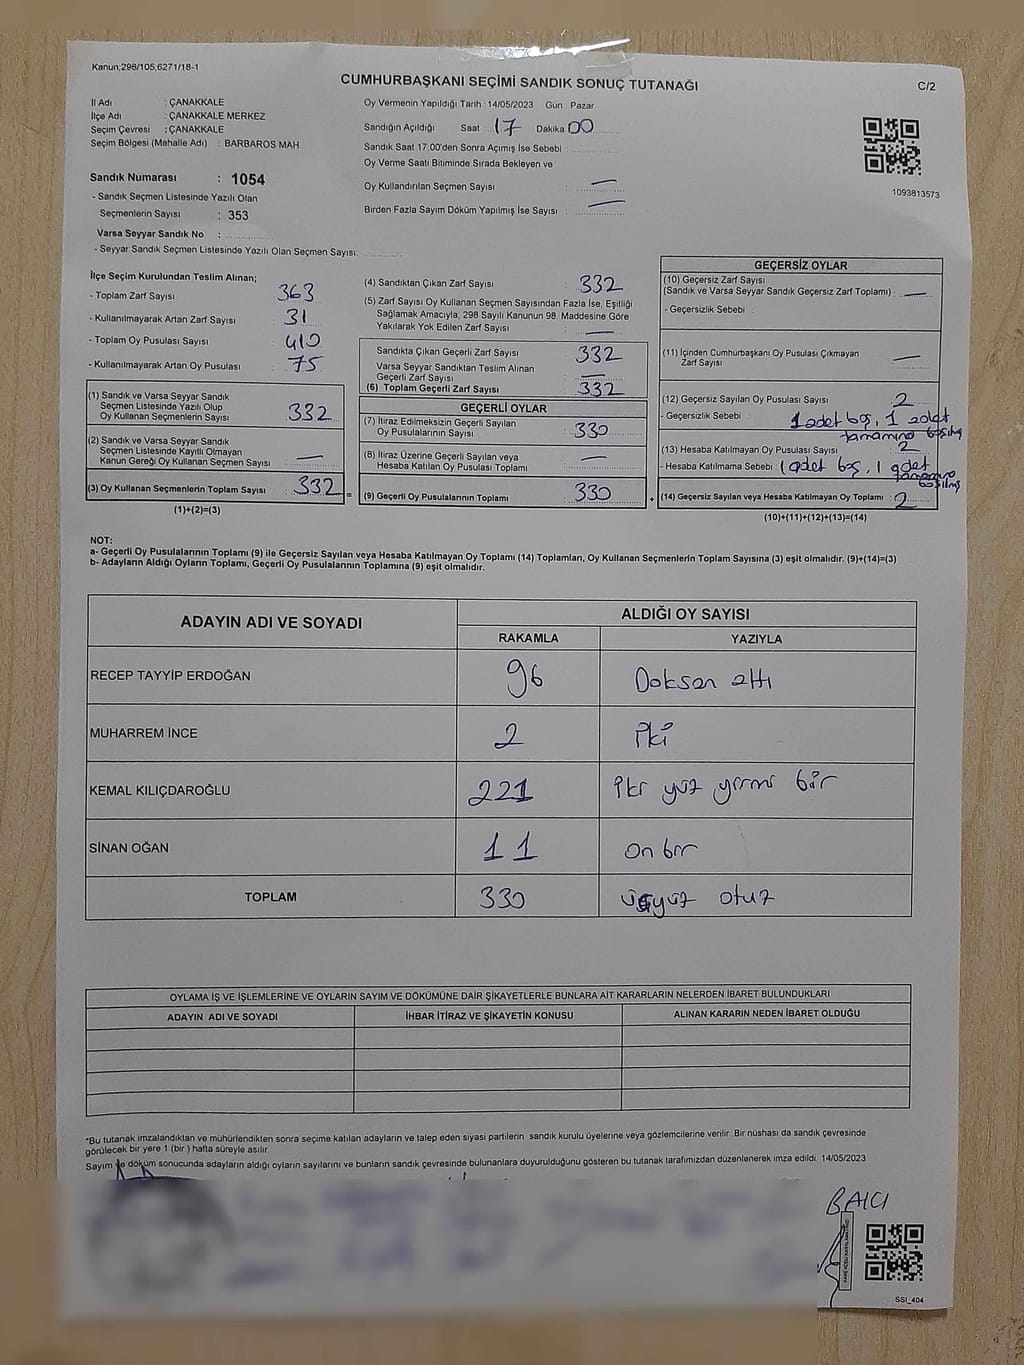 Kanun;298/105,6271/18-1
CUMHURBAŞKANI SEÇİMİ SANDIK SONUÇ TUTANAĞI
C/2
İl Adı : ÇANAKKALE
İlçe Adı : ÇANAKKALE MERKEZ
Seçim Çevresi : ÇANAKKALE
Seçim Bölgesi (Mahalle Adı) : BARBAROS MAH.
Oy Vermenin Yapıldığı Tarih : 14/05/2023 Gün : Pazar
Sandığın Açıldığı Saat : 17 Dakika 00
Sandık Saat 17:00'den Sonra Açımış İse Sebebi :
Oy Verme Saati Bitiminde Sırada Bekleyen ve
Oy Kullandırılan Seçmen Sayısı : —
Birden Fazla Sayım Döküm Yapılmış İse Sayısı : —
1093813573
Sandık Numarası : 1054
- Sandık Seçmen Listesinde Yazılı Olan
Seçmenlerin Sayısı : 353
Varsa Seyyar Sandık No :
- Seyyar Sandık Seçmen Listesinde Yazılı Olan Seçmen Sayısı:
İlçe Seçim Kurulundan Teslim Alınan;
- Toplam Zarf Sayısı : 363
- Kullanılmayarak Artan Zarf Sayısı : 31
- Toplam Oy Pusulası Sayısı : 410
- Kullanılmayarak Artan Oy Pusulası : 75
(1) Sandık ve Varsa Seyyar Sandık
Seçmen Listesinde Yazılı Olup
Oy Kullanan Seçmenlerin Sayısı : 332
(2) Sandık ve Varsa Seyyar Sandık
Seçmen Listesinde Kayıtlı Olmayan
Kanun Gereği Oy Kullanan Seçmen Sayısı : —
(3) Oy Kullanan Seçmenlerin Toplam Sayısı : 332 =
(1)+(2)=(3)
(4) Sandıktan Çıkan Zarf Sayısı : 332
(5) Zarf Sayısı Oy Kullanan Seçmen Sayısından Fazla İse, Eşitliği
Sağlamak Amacıyla, 298 Sayılı Kanunun 98. Maddesine Göre
Yakılarak Yok Edilen Zarf Sayısı : —
Sandıkta Çıkan Geçerli Zarf Sayısı : 332
Varsa Seyyar Sandıktan Teslim Alınan
Geçerli Zarf Sayısı : —
(6) Toplam Geçerli Zarf Sayısı : 332
GEÇERLİ OYLAR
(7) İtiraz Edilmeksizin Geçerli Sayılan
Oy Pusulalarının Sayısı : 330
(8) İtiraz Üzerine Geçerli Sayılan veya
Hesaba Katılan Oy Pusulası Toplamı : —
(9) Geçerli Oy Pusulalarının Toplamı : 330 +
GEÇERSİZ OYLAR
(10) Geçersiz Zarf Sayısı
(Sandık ve Varsa Seyyar Sandık Geçersiz Zarf Toplamı) : —
- Geçersizlik Sebebi :
(11) İçinden Cumhurbaşkanı Oy Pusulası Çıkmayan
Zarf Sayısı : —
(12) Geçersiz Sayılan Oy Pusulası Sayısı : 2
- Geçersizlik Sebebi : 1 adet boş, 1 adet
tamamına basılmış
(13) Hesaba Katılmayan Oy Pusulası Sayısı : 2
- Hesaba Katılmama Sebebi : 1 adet boş, 1 adet
tamamına basılmış
(14) Geçersiz Sayılan veya Hesaba Katılmayan Oy Toplamı : 2
(10)+(11)+(12)+(13)=(14)
NOT:
a- Geçerli Oy Pusulalarının Toplamı (9) ile Geçersiz Sayılan veya Hesaba Katılmayan Oy Toplamı (14) Toplamları, Oy Kullanan Seçmenlerin Toplam Sayısına (3) eşit olmalıdır. (9)+(14)=(3)
b- Adayların Aldığı Oyların Toplamı, Geçerli Oy Pusulalarının Toplamına (9) eşit olmalıdır.
ADAYIN ADI VE SOYADI
ALDIĞI OY SAYISI
RAKAMLA YAZIYLA
RECEP TAYYİP ERDOĞAN 96 Doksan altı
MUHARREM İNCE 2 iki
KEMAL KILIÇDAROĞLU 221 iki yüz yirmi bir
SİNAN OĞAN 11 on bir
TOPLAM 330 üçyüz otuz
OYLAMA İŞ VE İŞLEMLERİNE VE OYLARIN SAYIM VE DÖKÜMÜNE DAİR ŞİKAYETLERLE BUNLARA AİT KARARLARIN NELERDEN İBARET BULUNDUKLARI
ADAYIN ADI VE SOYADI İHBAR İTİRAZ VE ŞİKAYETİN KONUSU ALINAN KARARIN NEDEN İBARET OLDUĞU
*Bu tutanak imzalandıktan ve mühürlendikten sonra seçime katılan adayların ve talep eden siyasi partilerin sandık kurulu üyelerine veya gözlemcilerine verilir. Bir nüshası da sandık çevresinde
görülecek bir yere 1 (bir) hafta süreyle asılır.
Sayım ve döküm sonucunda adayların aldığı oyların sayılarını ve bunların sandık çevresinde bulunanlara duyurulduğunu gösteren bu tutanak tarafımızdan düzenlenerek imza edildi. 14/05/2023
BALCI
SSI_404